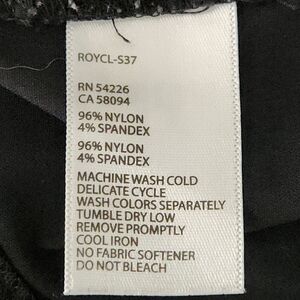 ROYCL-S37
RN 54226
CA 58094
96% NYLON
4% SPANDEX
96% NYLON
4% SPANDEX
MACHINE WASH COLD
DELICATE CYCLE
WASH COLORS SEPARATELY
TUMBLE DRY LOW
REMOVE PROMPTLY
COOL IRON
NO FABRIC SOFTENER
DO NOT BLEACH